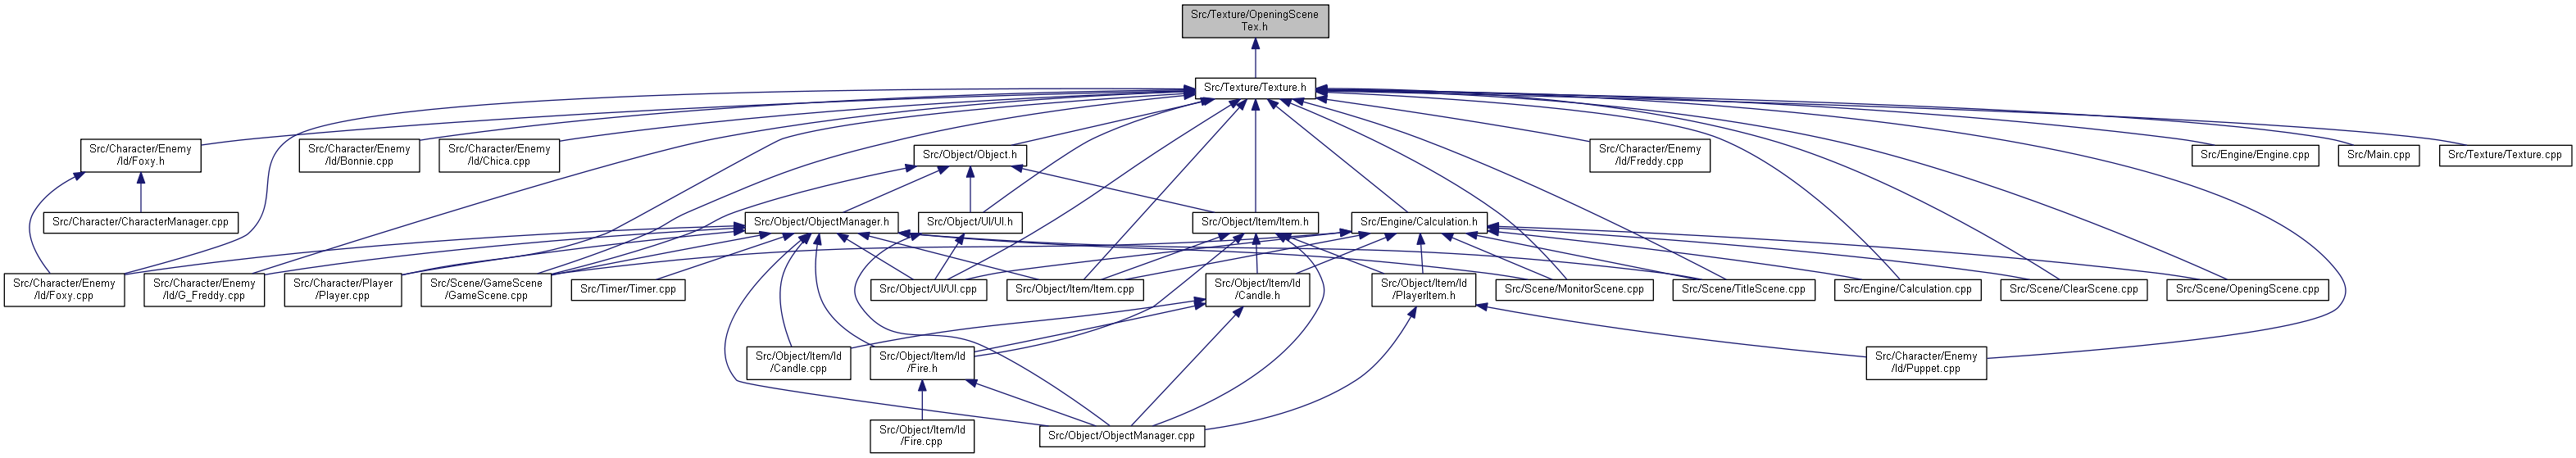 Src/Texture/OpeningScene
Tex.h
Src/Texture/Texture.h
Src/Character/Enemy
/Id/Foxy.h
Src/Character/Enemy
/Id/Bonnie.cpp
Src/Character/Enemy
/Id/Chica.cpp
Src/Object/Object.h
Src/Character/Enemy
/Id/Freddy.cpp
Src/Engine/Engine.cpp
Src/Main.cpp
Src/Texture/Texture.cpp
Src/Character/CharacterManager.cpp
Src/Object/ObjectManager.h
Src/Object/UI/UI.h
Src/Object/Item/Item.h
Src/Engine/Calculation.h
Src/Character/Enemy
/Id/Foxy.cpp
Src/Character/Enemy
/Id/G_Freddy.cpp
Src/Character/Player
/Player.cpp
Src/Scene/GameScene
/GameScene.cpp
Src/Timer/Timer.cpp
Src/Object/UI/UI.cpp
Src/Object/Item/Item.cpp
Src/Object/Item/Id
/Candle.h
Src/Object/Item/Id
/PlayerItem.h
Src/Scene/MonitorScene.cpp
Src/Scene/TitleScene.cpp
Src/Engine/Calculation.cpp
Src/Scene/ClearScene.cpp
Src/Scene/OpeningScene.cpp
Src/Object/Item/Id
/Candle.cpp
Src/Object/Item/Id
/Fire.h
Src/Character/Enemy
/Id/Puppet.cpp
Src/Object/Item/Id
/Fire.cpp
Src/Object/ObjectManager.cpp